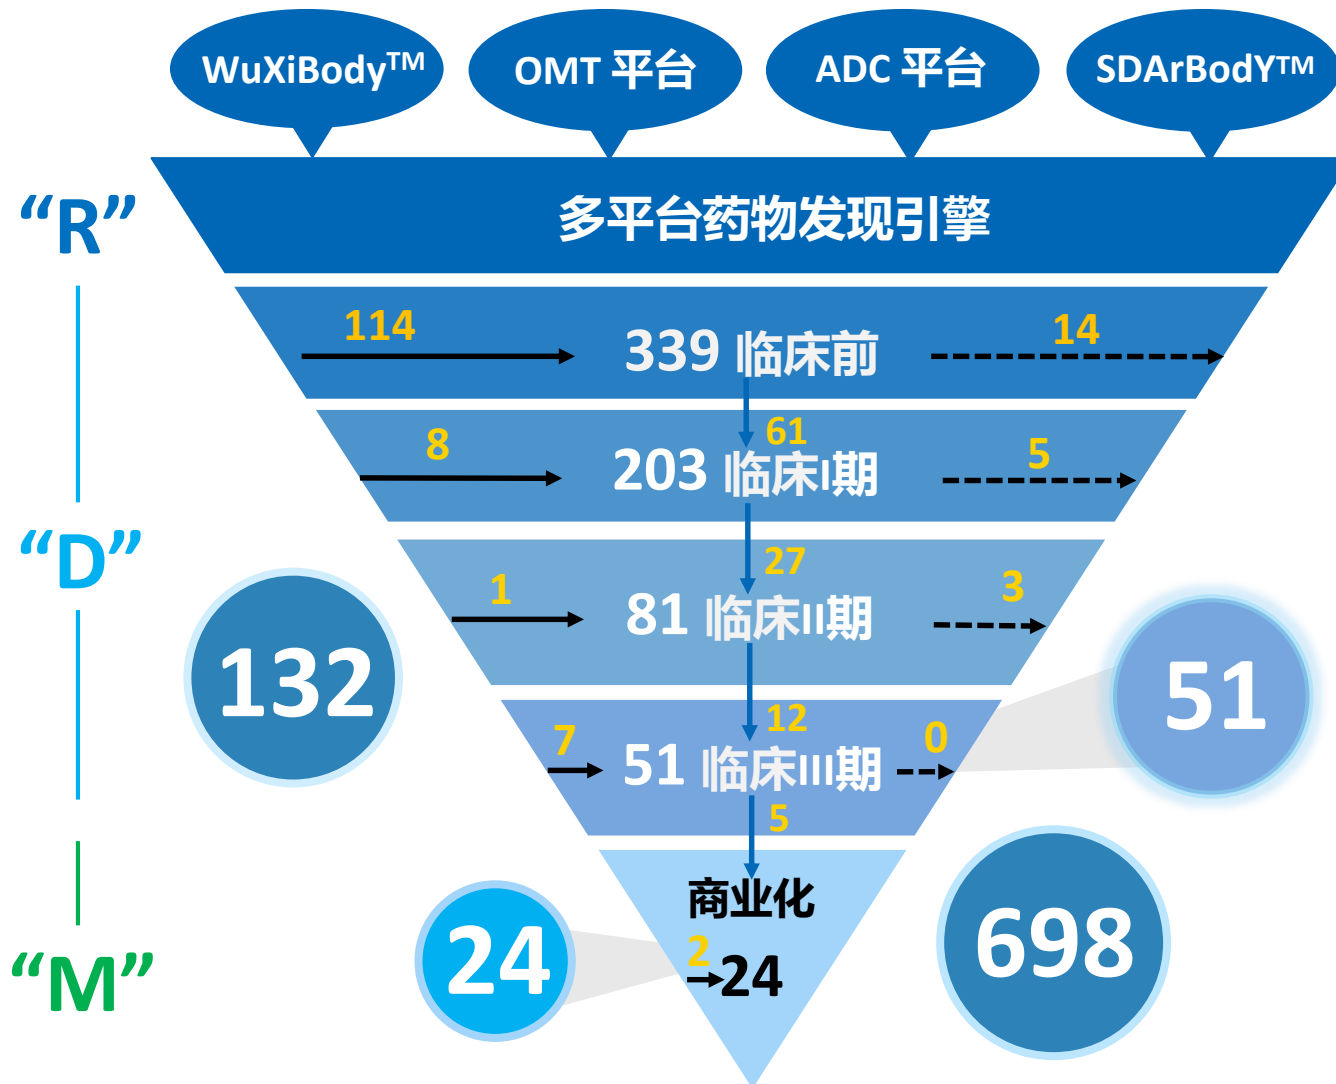 WuXiBody™
OMT 平台
ADC 平台
SDArBodY™
“R”
多平台药物发现引擎
114
339 临床前
14
61
8
203 临床I期
5
“D”
27
1
81 临床II期
3
132
51
12
7
51 临床III期
0
5
商业化
24
2
24
698
“M”